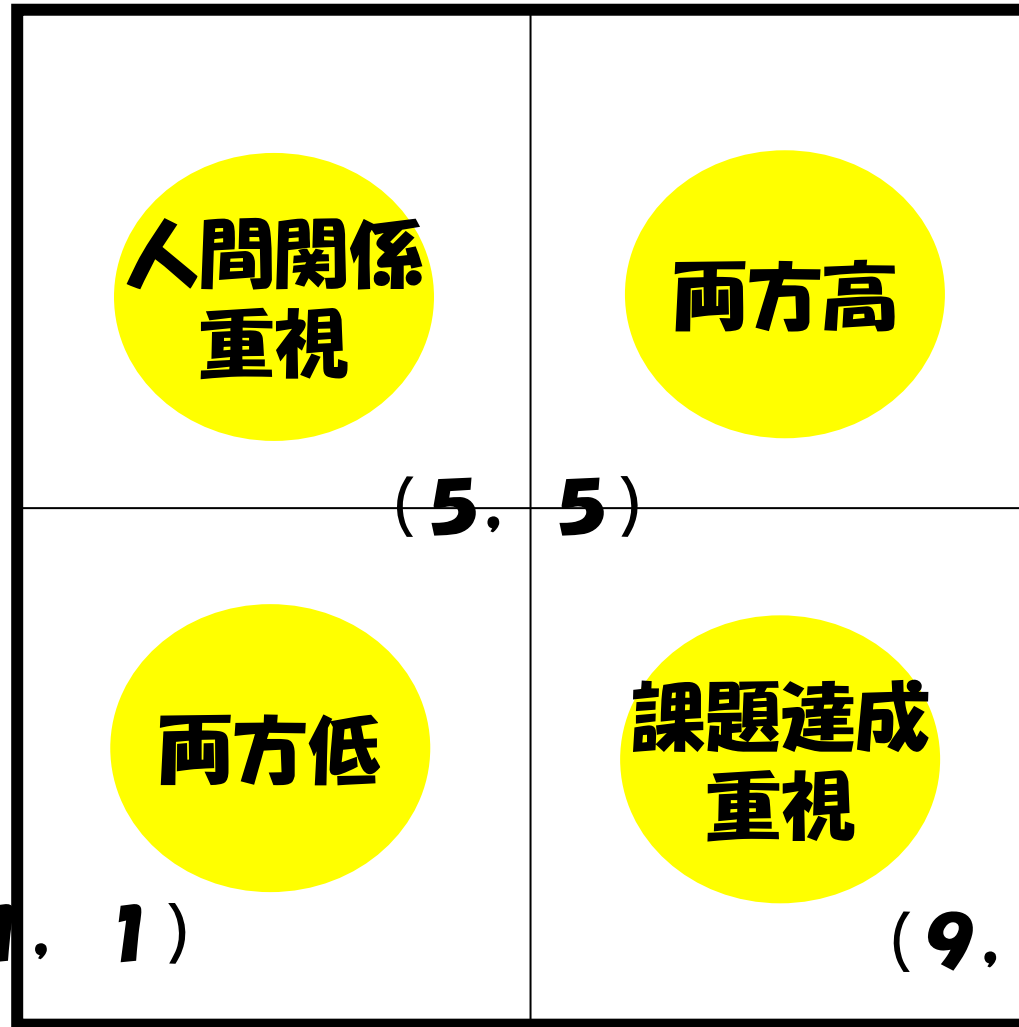 人間関係
重視
両方高
(5, 5)
両方低
課題達成
重視
1, 1)
(9,